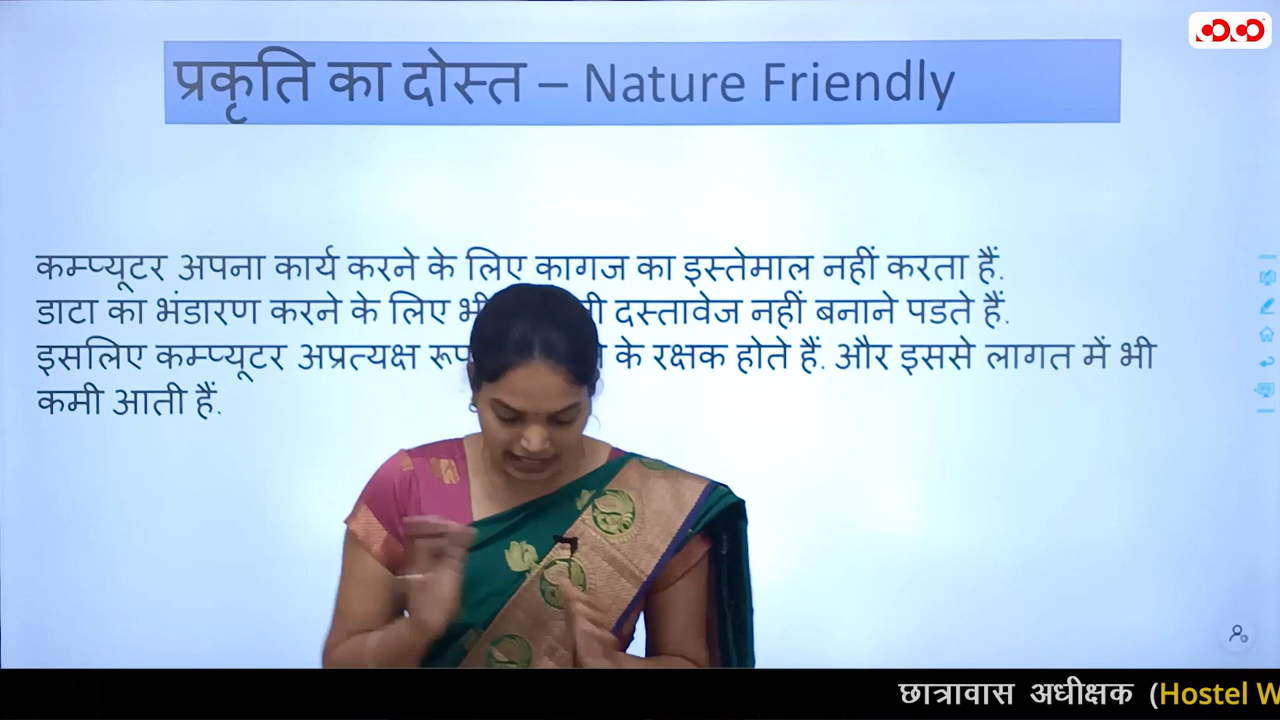 प्रकृति का दोस्त – Nature Friendly
कम्प्यूटर अपना कार्य करने के लिए कागज का इस्तेमाल नहीं करता हैं.
डाटा का भंडारण करने के लिए दस्तावेज नहीं बनाने पडते हैं.
इसलिए कम्प्यूटर अप्रत्यक्ष के रक्षक होते हैं. और इससे लागत में भी
कमी आती हैं.
छात्रावास अधीक्षक (Hostel